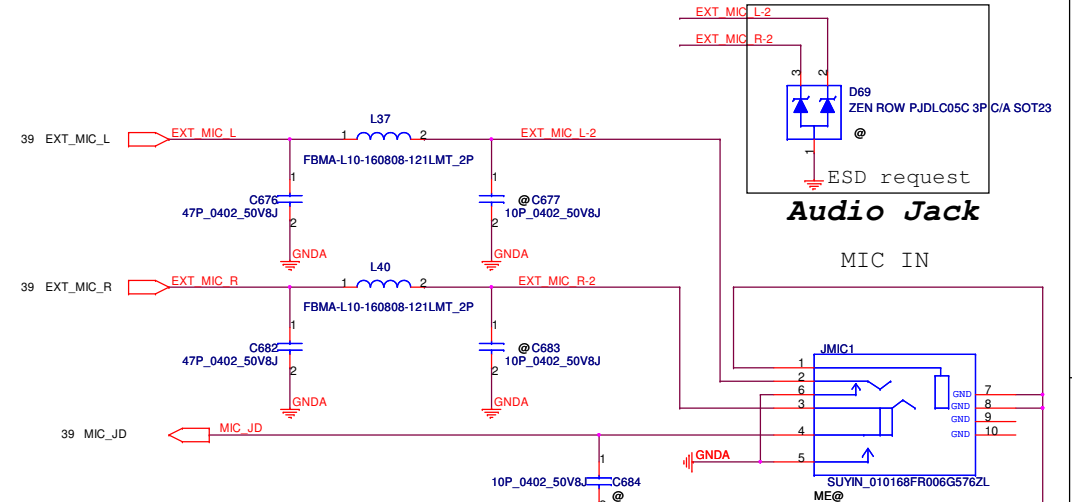 EXT_MIC_L-2
EXT_MIC_R-2
3 2
D69
ZEN ROW PJDLC05C 3P C/A SOT23
@
1
ESD request
Audio Jack
MIC IN
39 EXT_MIC_L EXT_MIC_L 1 L37 2 EXT_MIC_L-2
FBMA-L10-160808-121LMT_2P
1 1
C676 @ C677
47P_0402_50V8J 10P_0402_50V8J
2 2
GNDA GNDA
39 EXT_MIC_R EXT_MIC_R 1 L40 2 EXT_MIC_R-2
FBMA-L10-160808-121LMT_2P
1 1
C682 @ C683
47P_0402_50V8J 10P_0402_50V8J
2 2
GNDA GNDA
JMIC1
1
2
6 GND 7
3 GND 8
GND 9
39 MIC_JD MIC_JD 4 GND 10
GNDA 5
1
10P_0402_50V8J C684
@
SUYIN_010168FR006G576ZL
ME@